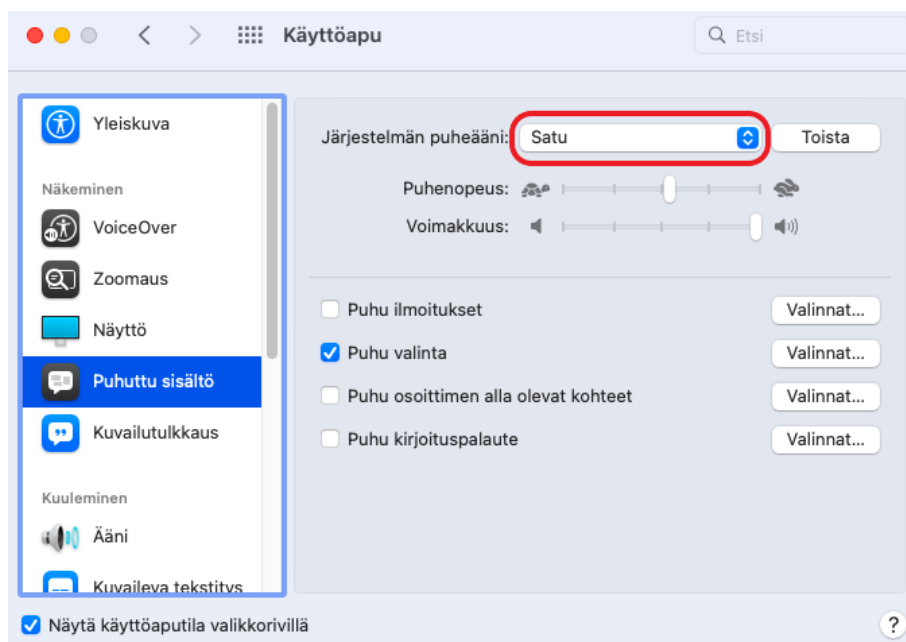 Käyttöapu
Etsi
Yleiskuva
Näkeminen
VoiceOver
Zoomaus
Näyttö
Puhuttu sisältö
Kuvailutulkkaus
Kuuleminen
Ääni
Kuvaileva tekstitys
Järjestelmän puheääni: Satu Toista
Puhenopeus:
Voimakkuus:
Puhu ilmoitukset Valinnat...
Puhu valinta Valinnat...
Puhu osoittimen alla olevat kohteet Valinnat...
Puhu kirjoituspalaute Valinnat...
Näytä käyttöaputila valikkorivillä
?